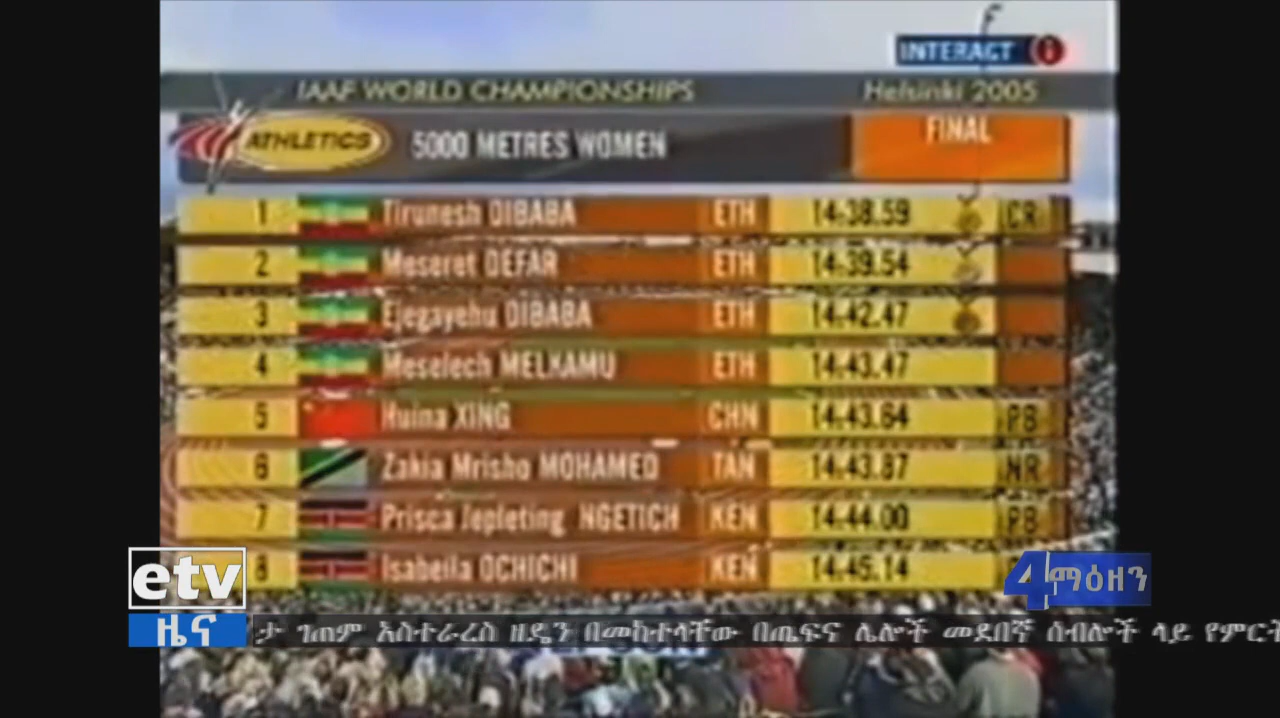 INTERACT i
IAAF WORLD CHAMPIONSHIPS Helsinki 2005
ATHLETICS 5000 METRES WOMEN FINAL
1 Tirunesh DIBABA ETH 14:38.59 CR
2 Meseret DEFAR ETH 14:39.54
3 Ejegayehu DIBABA ETH 14:42.47
4 Meselech MELKAMU ETH 14:43.47
5 Huina XING CHN 14:43.64 PB
6 Zakia Mrisho MOHAMED TAN 14:43.87 NR
7 Prisca Jepleting NGETICH KEN 14:44.00 PB
8 Isabella OCHICHI KEN 14:45.14
etv 4ማዕዘን
ዜና ታ ገጠም አስተራረስ ዘዴን በመከተላቸው በጤፍና ሌሎች መደበኛ ሰብሎች ላይ የምርት